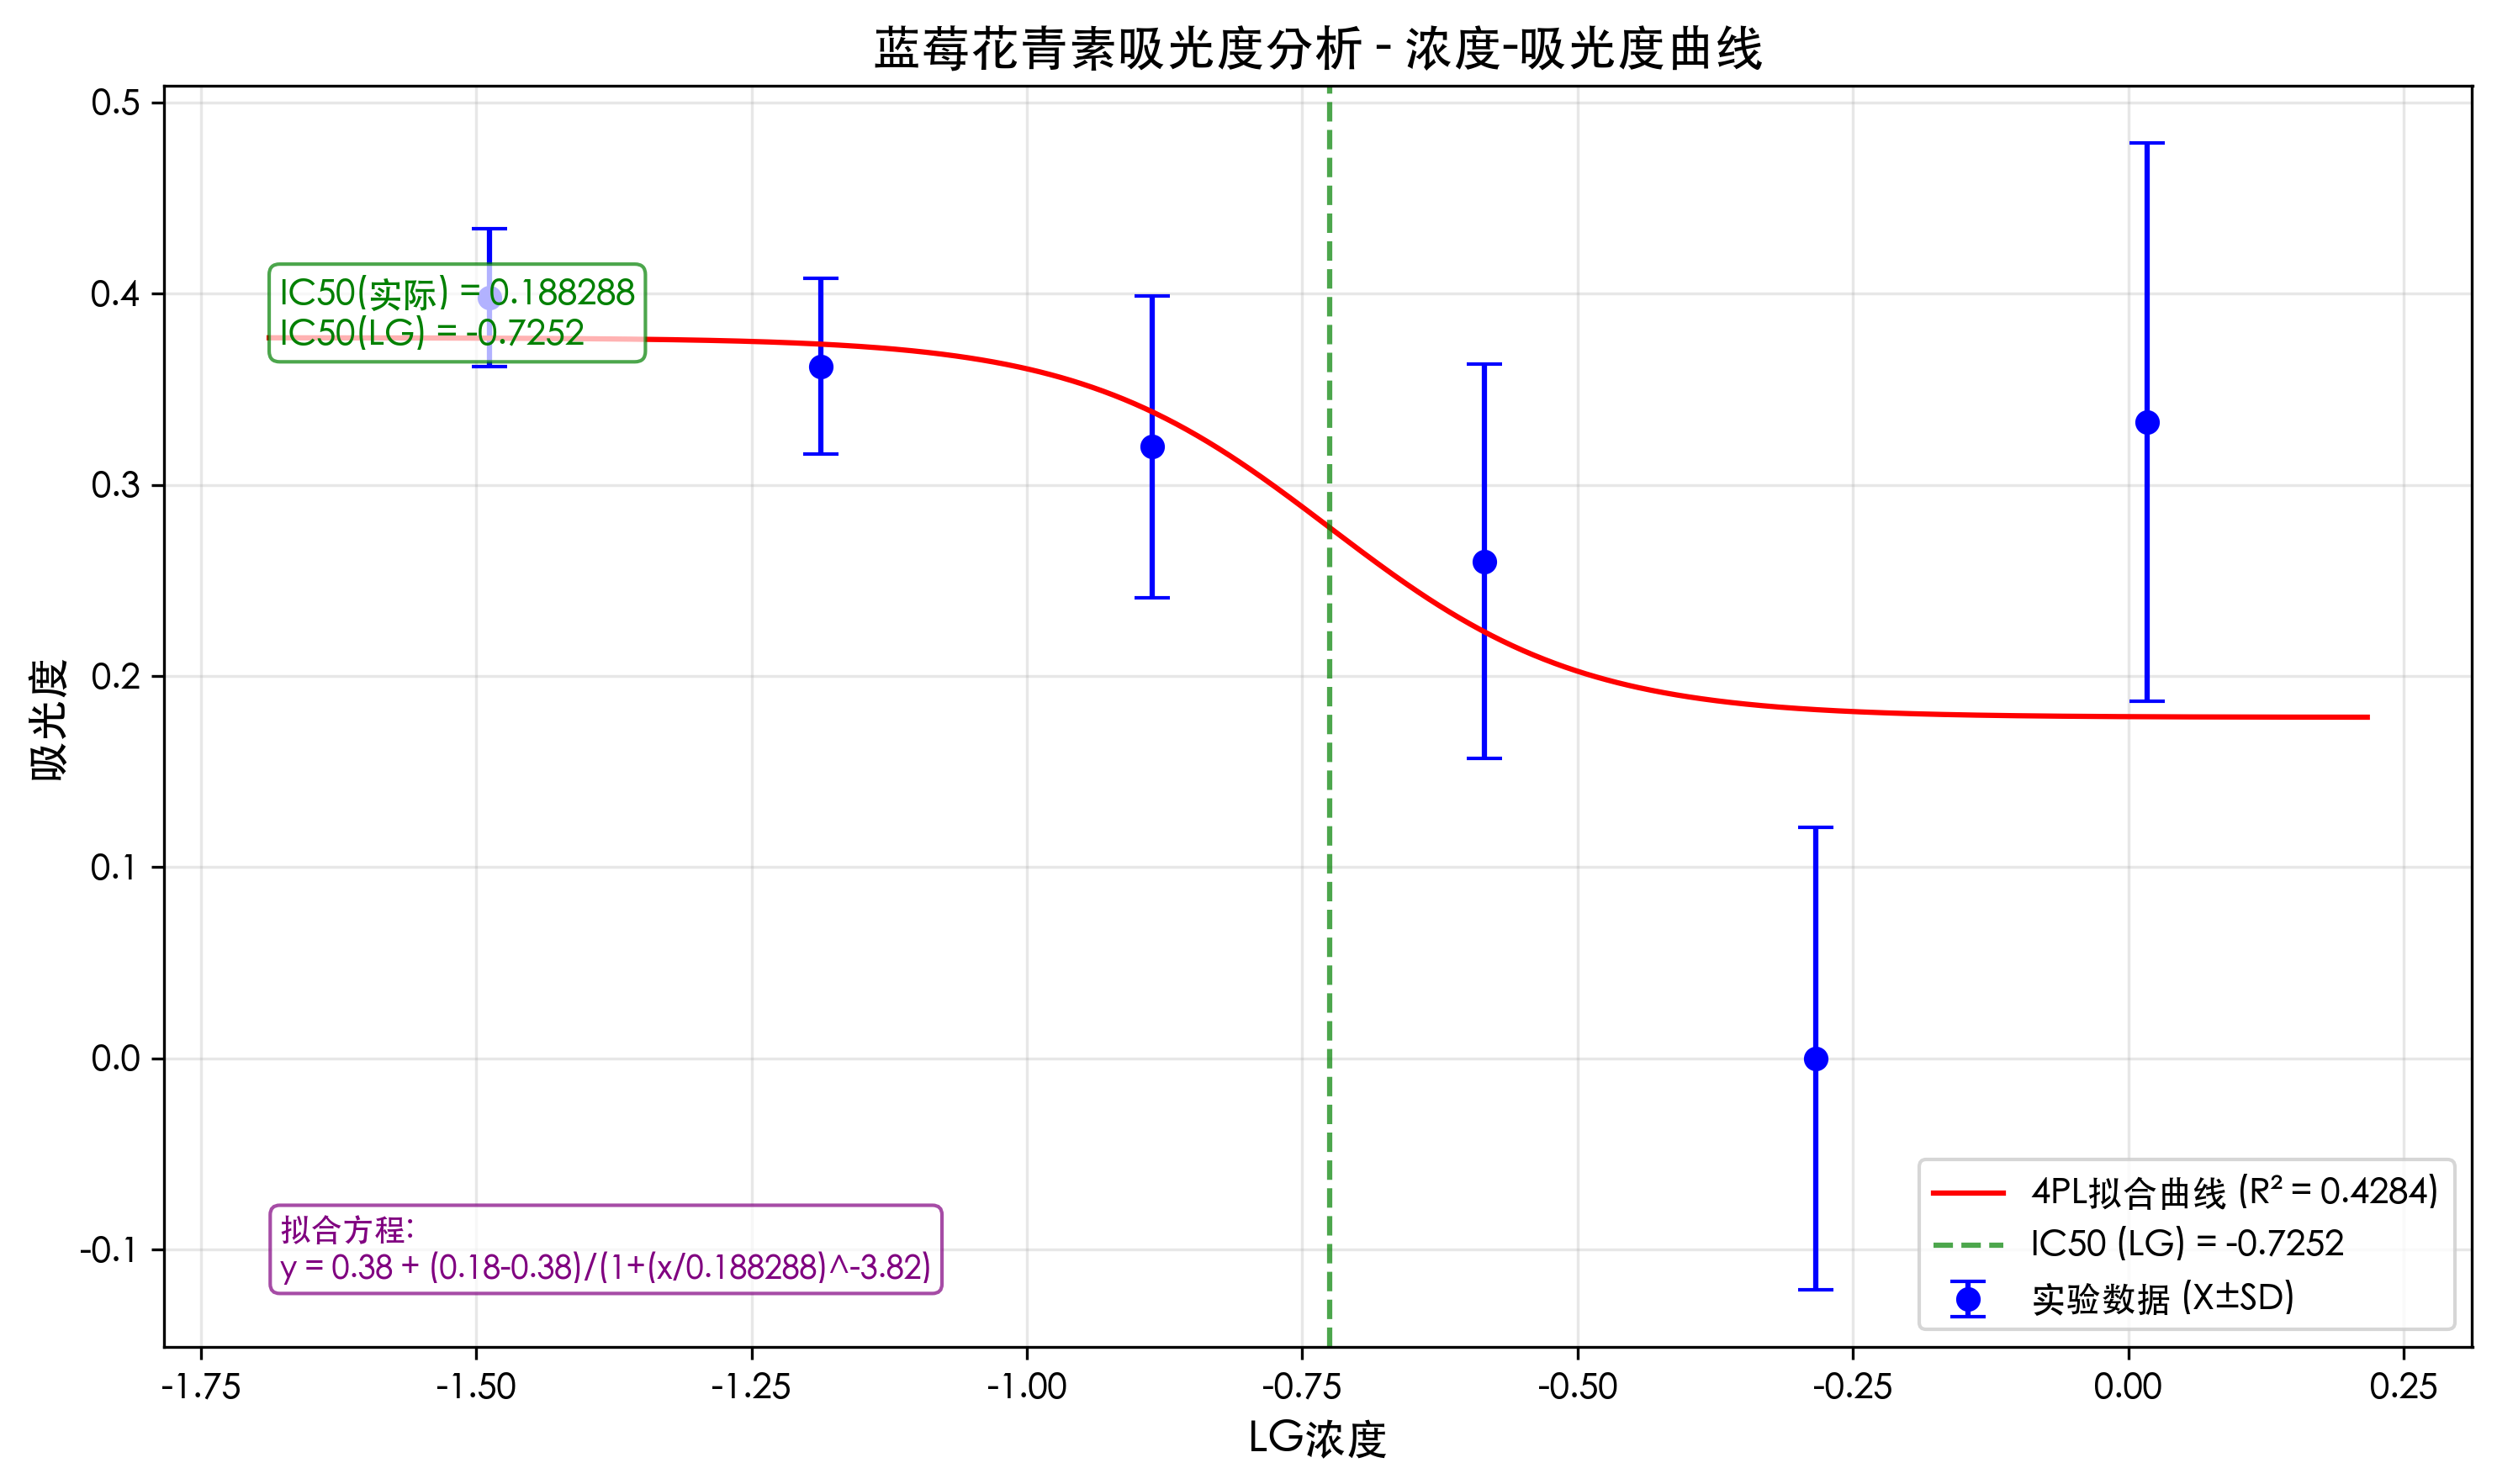 蓝莓花青素吸光度分析 - 浓度-吸光度曲线
吸光度
0.5
0.4
0.3
0.2
0.1
0.0
-0.1
IC50(实际) = 0.188288
IC50(LG) = -0.7252
拟合方程:
y = 0.38 + (0.18-0.38)/(1+(x/0.188288)^-3.82)
4PL拟合曲线 (R² = 0.4284)
IC50 (LG) = -0.7252
实验数据 (X±SD)
-1.75 -1.50 -1.25 -1.00 -0.75 -0.50 -0.25 0.00 0.25
LG浓度